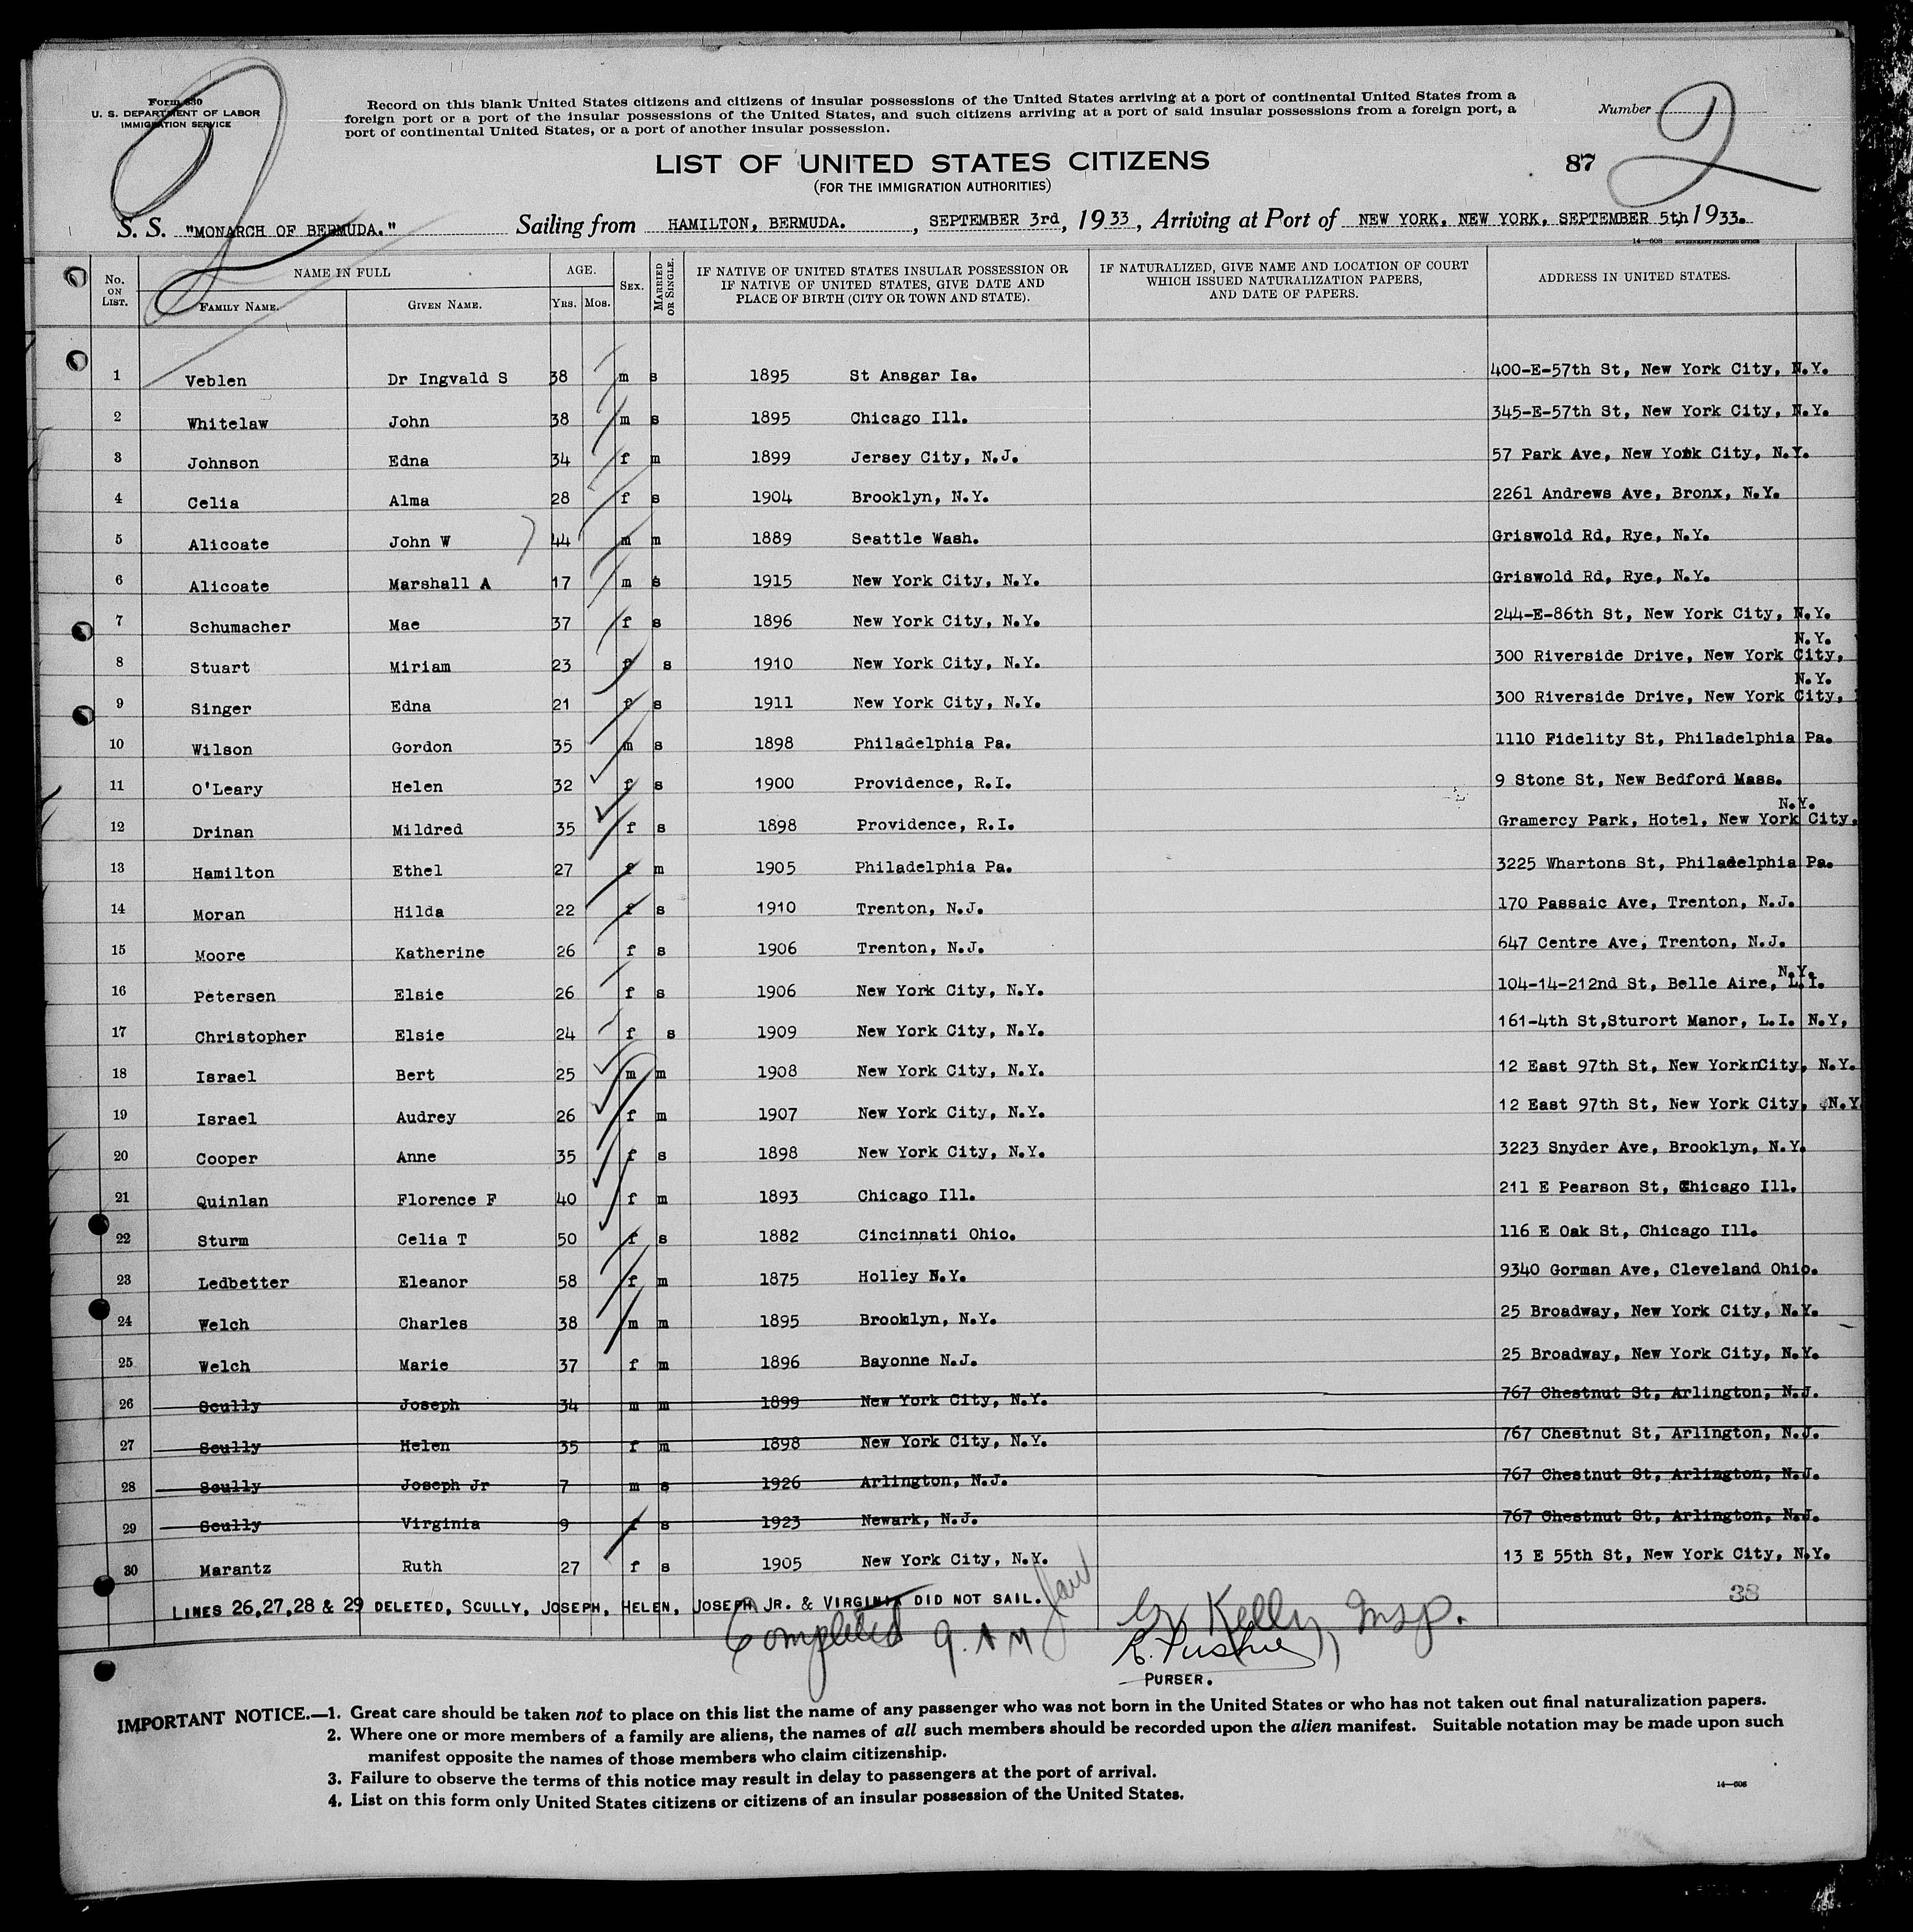 Form 630
U. S. DEPARTMENT OF LABOR
IMMIGRATION SERVICE
Record on this blank United States citizens and citizens of insular possessions of the United States arriving at a port of continental United States from a
foreign port or a port of the insular possessions of the United States, and such citizens arriving at a port of said insular possessions from a foreign port, a
port of continental United States, or a port of another insular possession.
Number 2
LIST OF UNITED STATES CITIZENS
87
(FOR THE IMMIGRATION AUTHORITIES)
S. S. "MONARCH OF BERMUDA." Sailing from HAMILTON, BERMUDA. , SEPTEMBER 3rd, 1933, Arriving at Port of NEW YORK, NEW YORK, SEPTEMBER 5th, 1933.
14-608 GOVERNMENT PRINTING OFFICE
No. ON LIST. NAME IN FULL AGE. SEX. MARRIED OR SINGLE. IF NATIVE OF UNITED STATES INSULAR POSSESSION OR IF NATIVE OF UNITED STATES, GIVE DATE AND PLACE OF BIRTH (CITY OR TOWN AND STATE). IF NATURALIZED, GIVE NAME AND LOCATION OF COURT WHICH ISSUED NATURALIZATION PAPERS, AND DATE OF PAPERS. ADDRESS IN UNITED STATES.
FAMILY NAME. GIVEN NAME. YRS. MOS.
1 Veblen Dr Ingvald S 38 m s 1895 St Ansgar Ia. 400-E-57th St, New York City, N.Y.
2 Whitelaw John 38 m s 1895 Chicago Ill. 345-E-57th St, New York City, N.Y.
3 Johnson Edna 34 f m 1899 Jersey City, N.J. 57 Park Ave, New York City, N.Y.
4 Celia Alma 28 f s 1904 Brooklyn, N.Y. 2261 Andrews Ave, Bronx, N.Y.
5 Alicoate John W 44 m m 1889 Seattle Wash. Griswold Rd, Rye, N.Y.
6 Alicoate Marshall A 17 m s 1915 New York City, N.Y. Griswold Rd, Rye, N.Y.
7 Schumacher Mae 37 f s 1896 New York City, N.Y. 244-E-86th St, New York City, N.Y.
8 Stuart Miriam 23 f s 1910 New York City, N.Y. 300 Riverside Drive, New York City, N.Y.
9 Singer Edna 21 f s 1911 New York City, N.Y. 300 Riverside Drive, New York City, N.Y.
10 Wilson Gordon 35 m s 1898 Philadelphia Pa. 1110 Fidelity St, Philadelphia Pa.
11 O'Leary Helen 32 f s 1900 Providence, R.I. 9 Stone St, New Bedford Mass.
12 Drinan Mildred 35 f s 1898 Providence, R.I. Gramercy Park, Hotel, New York City, N.Y.
13 Hamilton Ethel 27 f m 1905 Philadelphia Pa. 3225 Whartons St, Philadelphia Pa.
14 Moran Hilda 22 f s 1910 Trenton, N.J. 170 Passaic Ave, Trenton, N.J.
15 Moore Katherine 26 f s 1906 Trenton, N.J. 647 Centre Ave, Trenton, N.J.
16 Petersen Elsie 26 f s 1906 New York City, N.Y. 104-14-212nd St, Belle Aire, L.I. N.Y.
17 Christopher Elsie 24 f s 1909 New York City, N.Y. 161-4th St,Sturort Manor, L.I. N.Y,
18 Israel Bert 25 m m 1908 New York City, N.Y. 12 East 97th St, New YorknCity, N.Y.
19 Israel Audrey 26 f m 1907 New York City, N.Y. 12 East 97th St, New York City, N.Y
20 Cooper Anne 35 f s 1898 New York City, N.Y. 3223 Snyder Ave, Brooklyn, N.Y.
21 Quinlan Florence F 40 f m 1893 Chicago Ill. 211 E Pearson St, Chicago Ill.
22 Sturm Celia T 50 f s 1882 Cincinnati Ohio. 116 E Oak St, Chicago Ill.
23 Ledbetter Eleanor 58 f m 1875 Holley N.Y. 9340 Gorman Ave, Cleveland Ohio.
24 Welch Charles 38 m m 1895 Brooklyn, N.Y. 25 Broadway, New York City, N.Y.
25 Welch Marie 37 f m 1896 Bayonne N.J. 25 Broadway, New York City, N.Y.
26 Scully Joseph 34 m m 1899 New York City, N.Y. 767 Chestnut St, Arlington, N.J.
27 Scully Helen 35 f m 1898 New York City, N.Y. 767 Chestnut St, Arlington, N.J.
28 Scully Joseph Jr 7 m s 1926 Arlington, N.J. 767 Chestnut St, Arlington, N.J.
29 Scully Virginia 9 f s 1923 Newark, N.J. 767 Chestnut St, Arlington, N.J.
30 Marantz Ruth 27 f s 1905 New York City, N.Y. 13 E 55th St, New York City, N.Y.
LINES 26,27,28 & 29 DELETED, SCULLY, JOSEPH, HELEN, JOSEPH JR. & VIRGINIA DID NOT SAIL.
38
Completed 9. AM
Kelly, Insp.
PURSER.
IMPORTANT NOTICE.—1. Great care should be taken not to place on this list the name of any passenger who was not born in the United States or who has not taken out final naturalization papers.
2. Where one or more members of a family are aliens, the names of all such members should be recorded upon the alien manifest. Suitable notation may be made upon such
manifest opposite the names of those members who claim citizenship.
3. Failure to observe the terms of this notice may result in delay to passengers at the port of arrival.
14—608
4. List on this form only United States citizens or citizens of an insular possession of the United States.